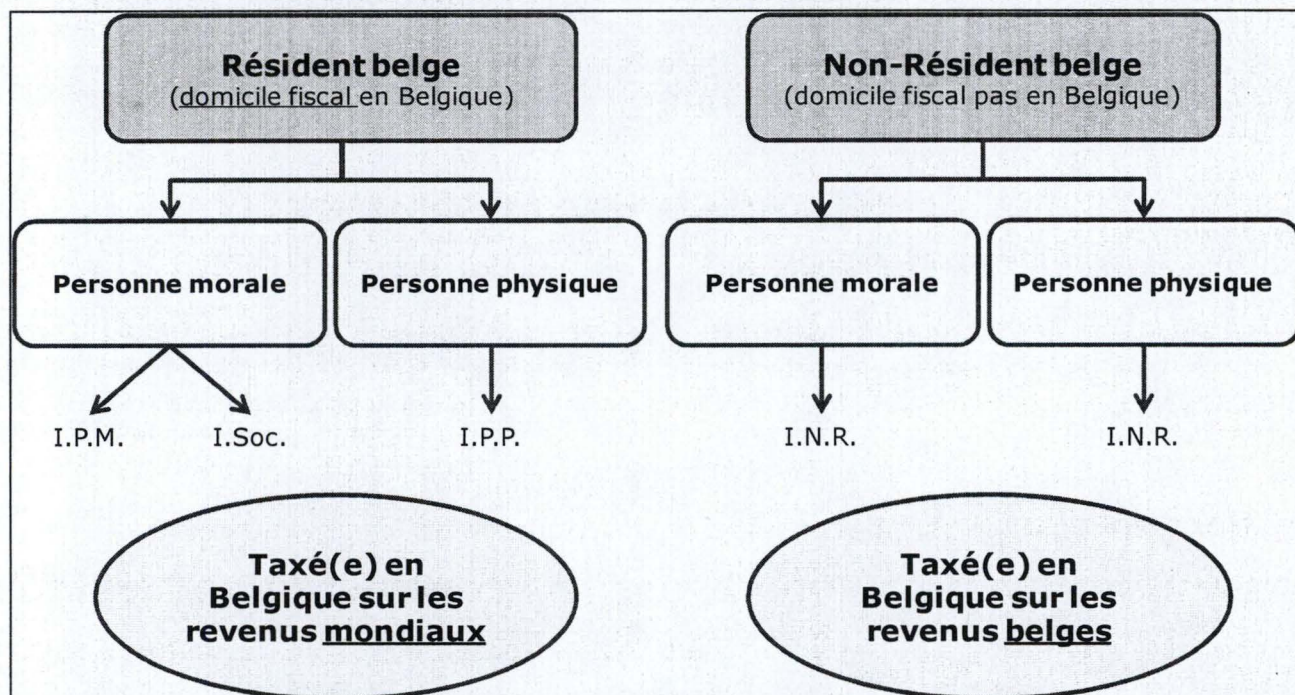 Résident belge
(domicile fiscal en Belgique)
Non-Résident belge
(domicile fiscal pas en Belgique)
Personne morale
Personne physique
Personne morale
Personne physique
I.P.M.
I.Soc.
I.P.P.
I.N.R.
I.N.R.
Taxé(e) en
Belgique sur les
revenus mondiaux
Taxé(e) en
Belgique sur les
revenus belges